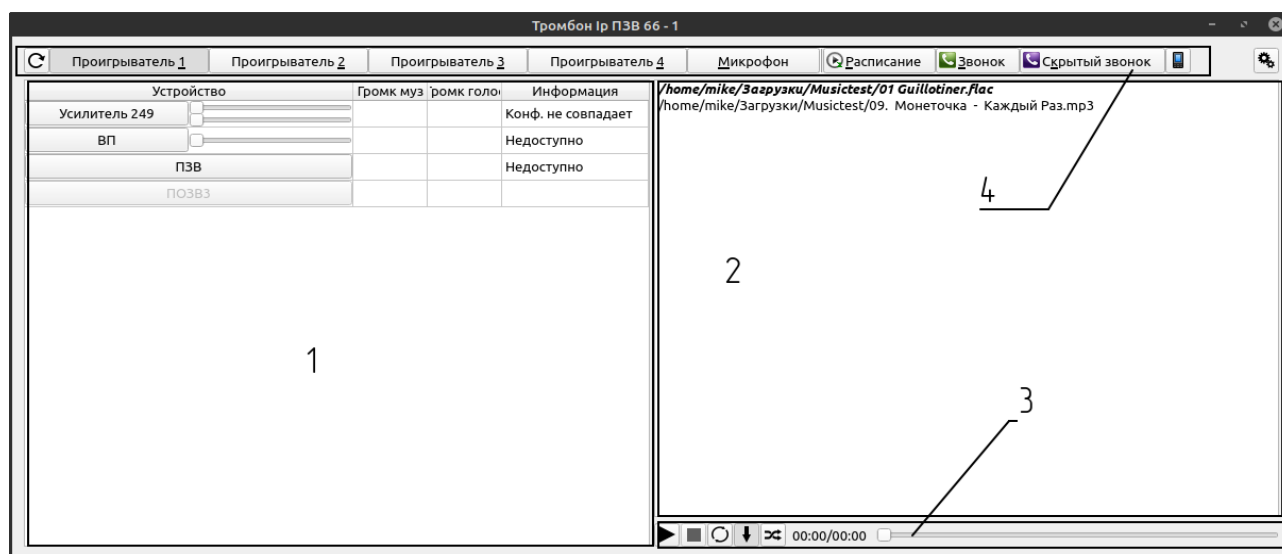 Тромбон Ip ПЗВ 66 - 1
Проигрыватель 1 Проигрыватель 2 Проигрыватель 3 Проигрыватель 4 Микрофон Расписание Звонок Скрытый звонок
Устройство Громк муз ромк голо Информация
Усилитель 249 Конф. не совпадает
ВП Недоступно
ПЗВ Недоступно
ПОЗВЗ
/home/mike/Загрузки/Musictest/01 Guillotiner.flac
/home/mike/Загрузки/Musictest/09. Монеточка - Каждый Раз.mp3
4
2
1
3
00:00/00:00